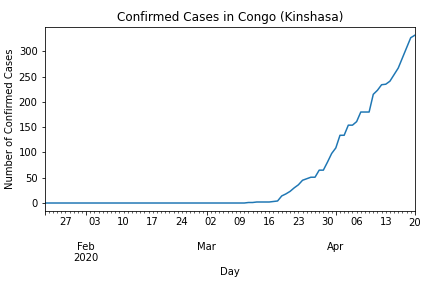 Confirmed Cases in Congo (Kinshasa)
Number of Confirmed Cases
300
250
200
150
100
50
0
27 03 10 17 24 02 09 16 23 30 06 13 20
Feb Mar Apr
2020
Day